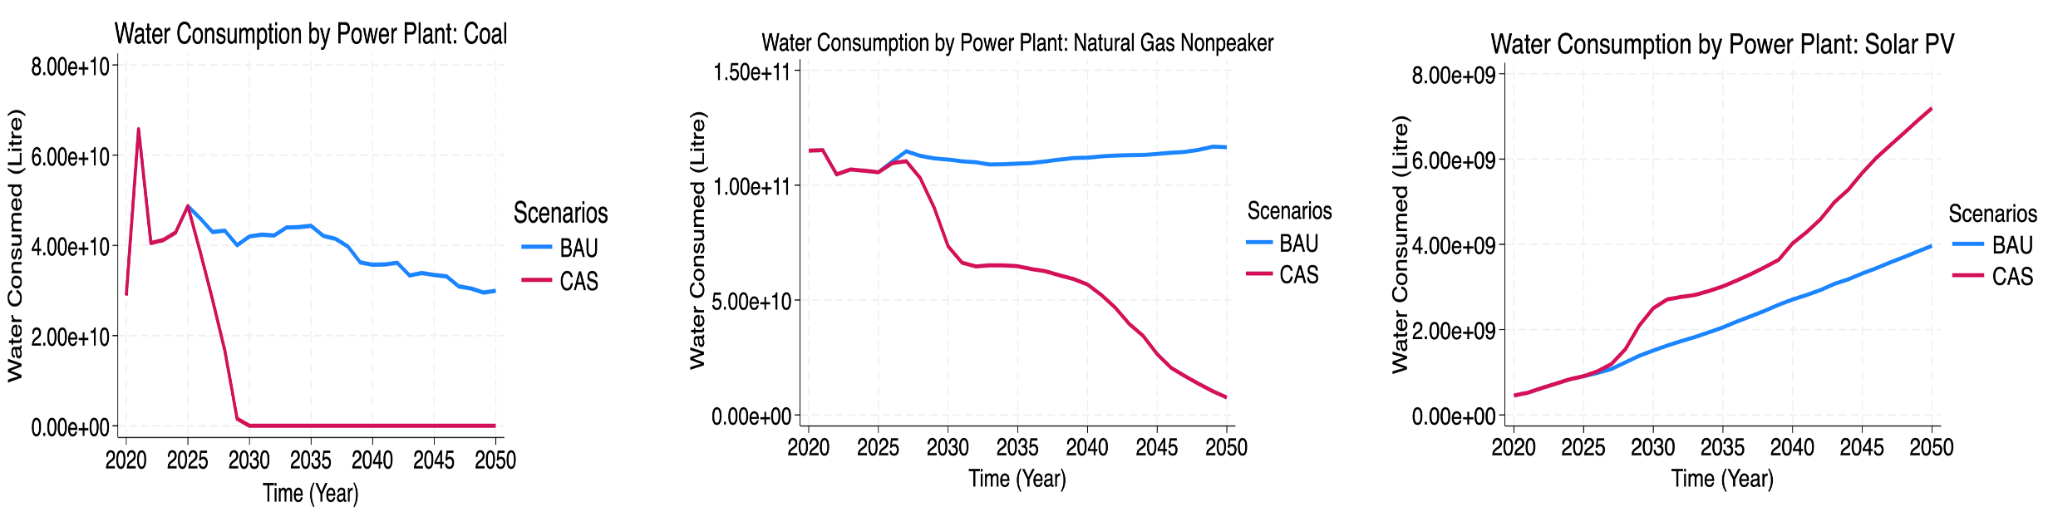 Water Consumption by Power Plant: Coal
Water Consumed (Litre)
8.00e+10
6.00e+10
4.00e+10
2.00e+10
0.00e+00
2020 2025 2030 2035 2040 2045 2050
Time (Year)
Scenarios
BAU
CAS
Water Consumption by Power Plant: Natural Gas Nonpeaker
Water Consumed (Litre)
1.50e+11
1.00e+11
5.00e+10
0.00e+00
2020 2025 2030 2035 2040 2045 2050
Time (Year)
Scenarios
BAU
CAS
Water Consumption by Power Plant: Solar PV
Water Consumed (Litre)
8.00e+09
6.00e+09
4.00e+09
2.00e+09
0.00e+00
2020 2025 2030 2035 2040 2045 2050
Time (Year)
Scenarios
BAU
CAS